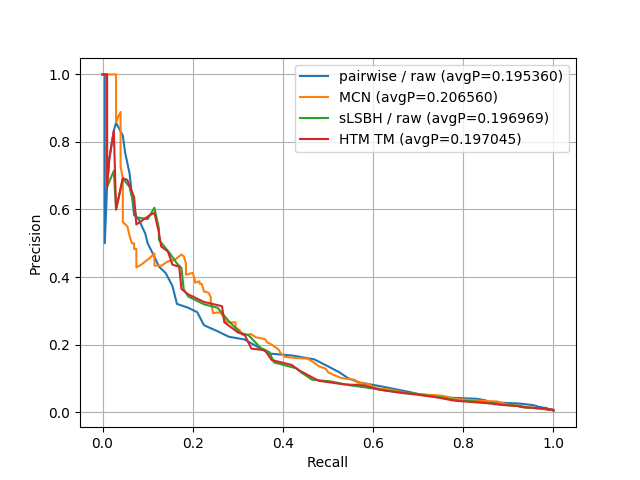 pairwise / raw (avgP=0.195360)
MCN (avgP=0.206560)
sLSBH / raw (avgP=0.196969)
HTM TM (avgP=0.197045)
1.0
0.8
0.6
0.4
0.2
0.0
Precision
0.0 0.2 0.4 0.6 0.8 1.0
Recall